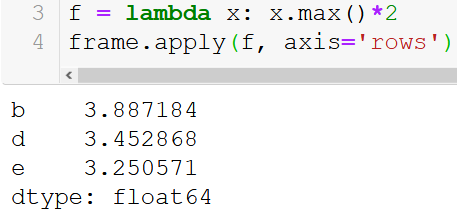 3 f = lambda x: x.max()*2
4 frame.apply(f, axis='rows')
b    3.887184
d    3.452868
e    3.250571
dtype: float64